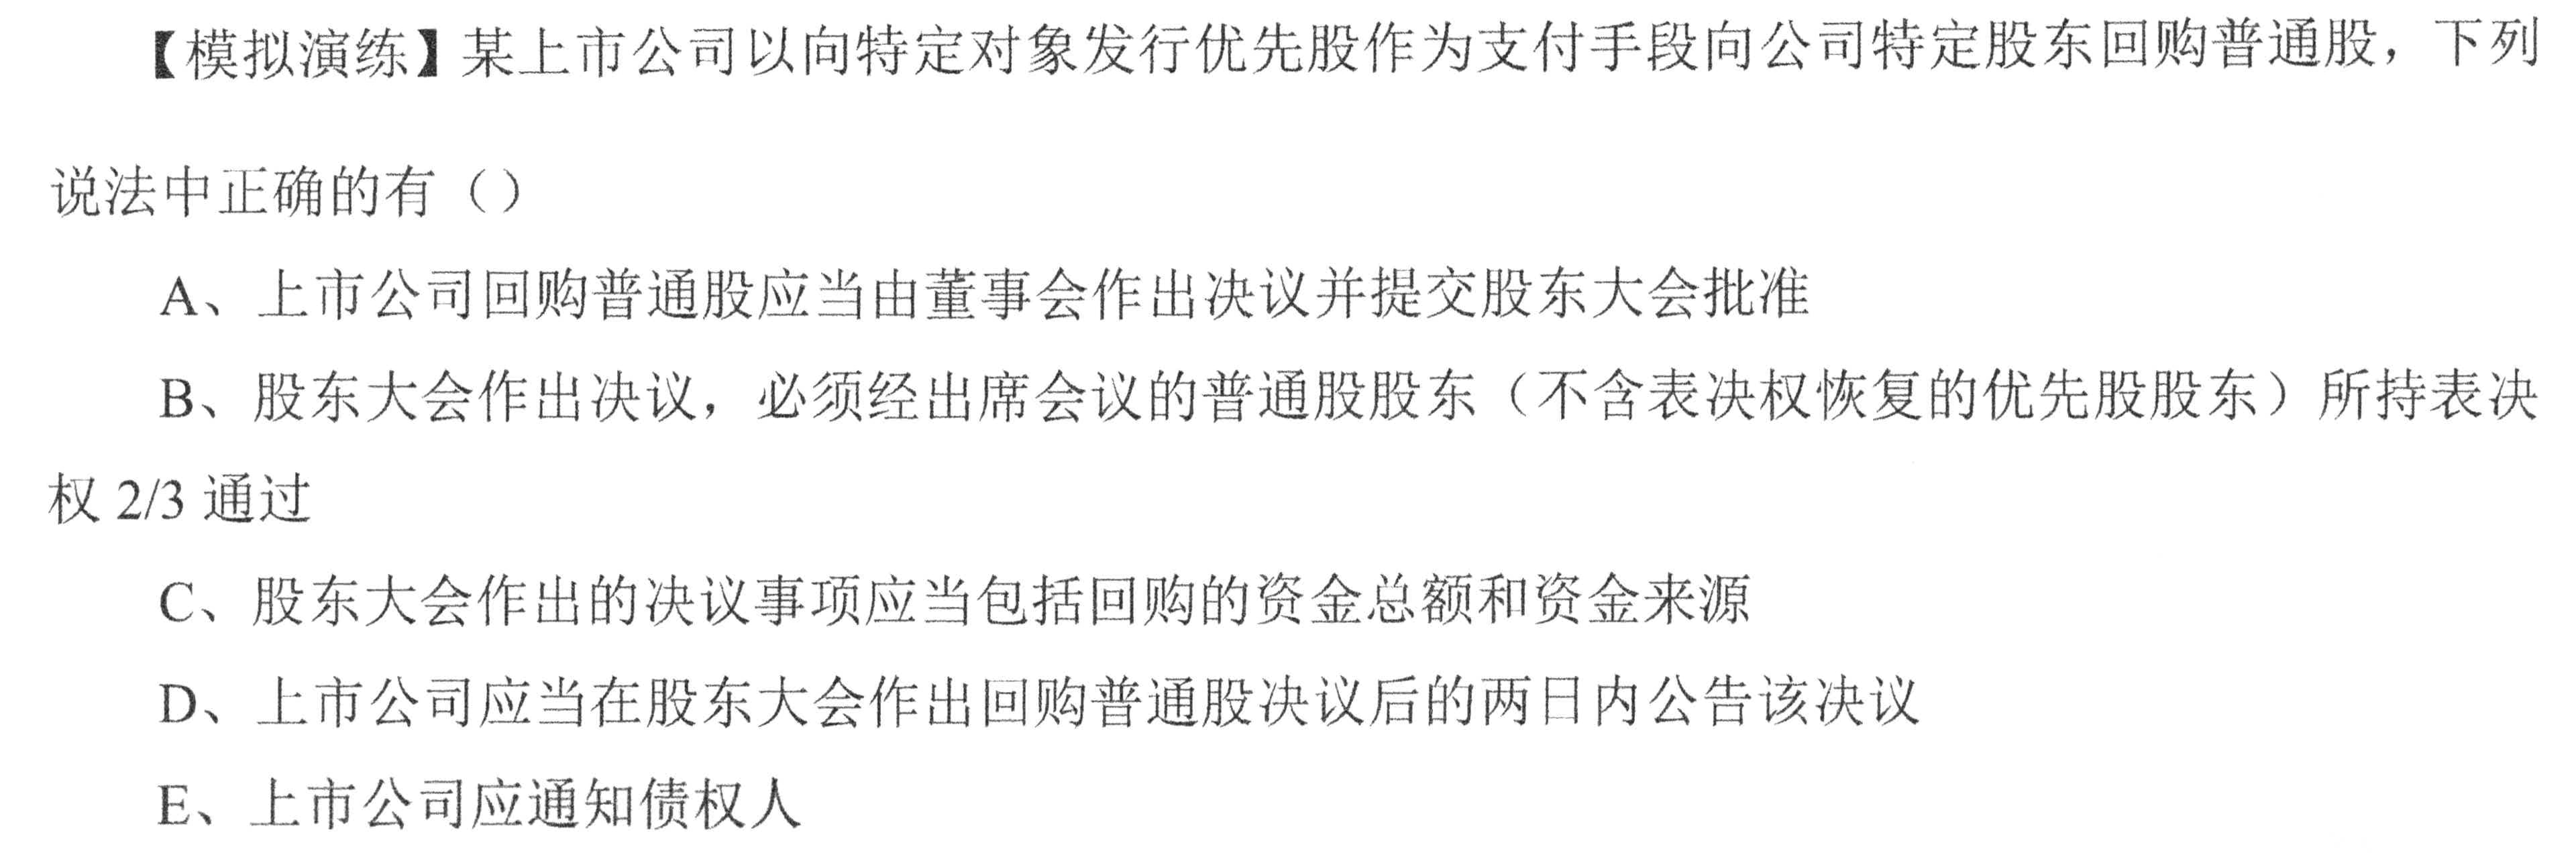 【模拟演练】某上市公司以向特定对象发行优先股作为支付手段向公司特定股东回购普通股，下列
说法中正确的有（）
A、上市公司回购普通股应当由董事会作出决议并提交股东大会批准
B、股东大会作出决议，必须经出席会议的普通股股东（不含表决权恢复的优先股股东）所持表决
权 2/3 通过
C、股东大会作出的决议事项应当包括回购的资金总额和资金来源
D、上市公司应当在股东大会作出回购普通股决议后的两日内公告该决议
E、上市公司应通知债权人